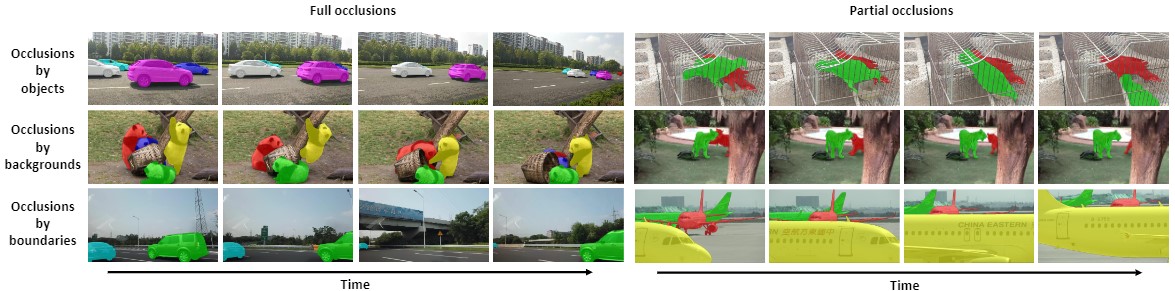 Full occlusions
Partial occlusions
Occlusions
by
objects
Occlusions
by
backgrounds
Occlusions
by
boundaries
CHINA EASTERN
Time
Time